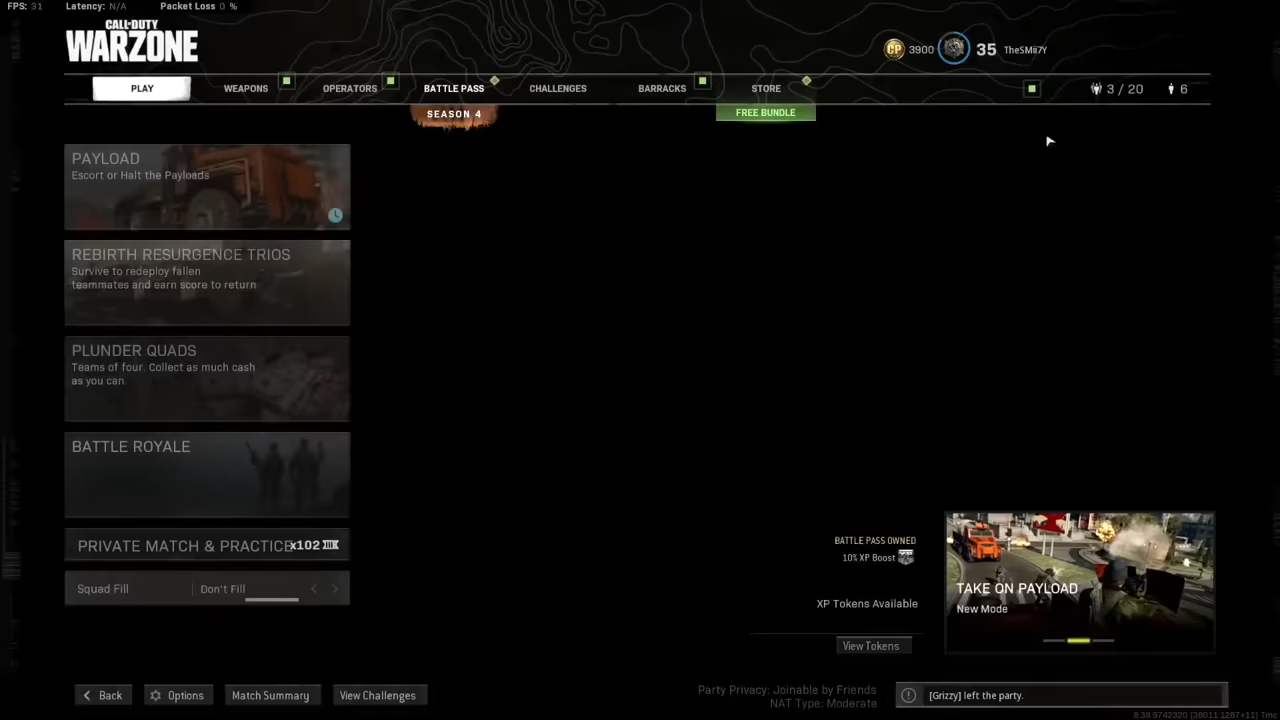 FPS: 31 Latency: N/A Packet Loss 0 %
CALL OF DUTY
WARZONE
CP 3900 35 TheSMii7Y
PLAY WEAPONS OPERATORS BATTLE PASS CHALLENGES BARRACKS STORE 3 / 20 6
SEASON 4 FREE BUNDLE
PAYLOAD
Escort or Halt the Payloads
REBIRTH RESURGENCE TRIOS
Survive to redeploy fallen
teammates and earn score to return
PLUNDER QUADS
Teams of four. Collect as much cash
as you can.
BATTLE ROYALE
PRIVATE MATCH & PRACTICE x102
Squad Fill Don't Fill
BATTLE PASS OWNED
10% XP Boost
XP Tokens Available
View Tokens
TAKE ON PAYLOAD
New Mode
Back Options Match Summary View Challenges
Party Privacy: Joinable by Friends
NAT Type: Moderate
[Grizzy] left the party.